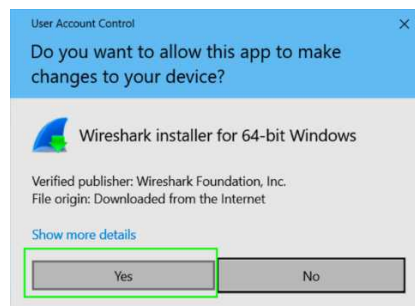 User Account Control
Do you want to allow this app to make
changes to your device?
Wireshark installer for 64-bit Windows
Verified publisher: Wireshark Foundation, Inc.
File origin: Downloaded from the Internet
Show more details
Yes
No